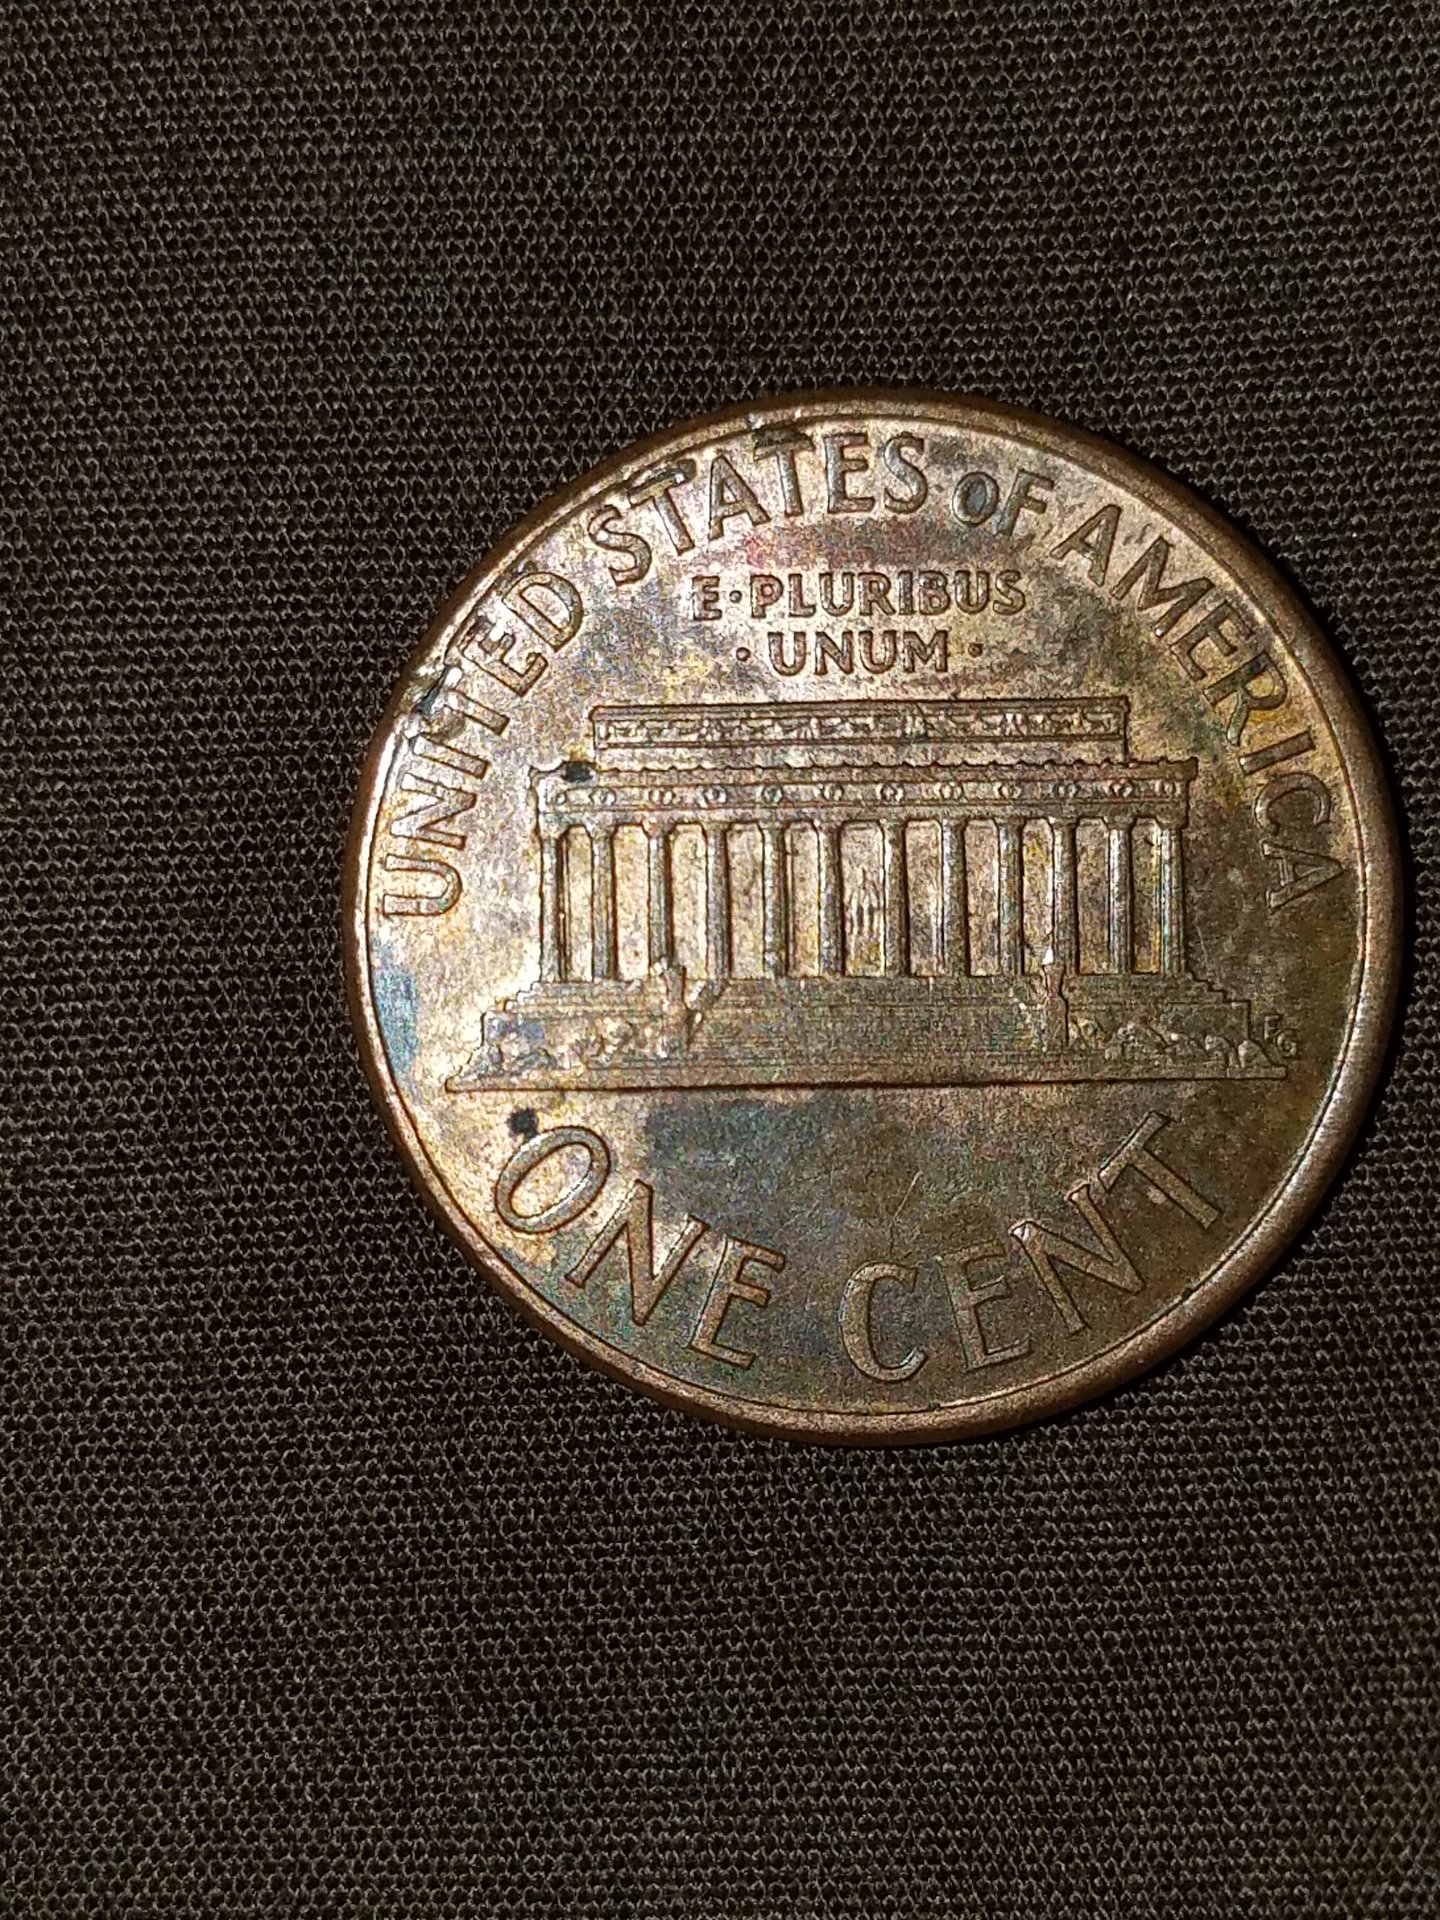 UNITED STATES OF AMERICA
E·PLURIBUS
·UNUM·
FG
ONE CENT